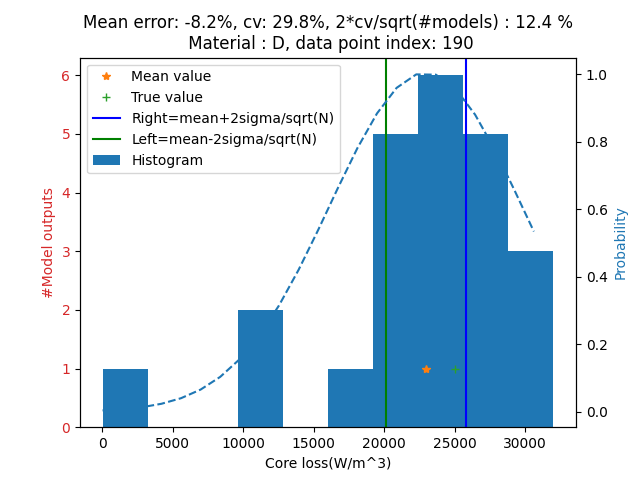 Mean error: -8.2%, cv: 29.8%, 2*cv/sqrt(#models) : 12.4 %
Material : D, data point index: 190
Mean value
True value
Right=mean+2sigma/sqrt(N)
Left=mean-2sigma/sqrt(N)
Histogram
#Model outputs
6
5
4
3
2
1
0
Probability
1.0
0.8
0.6
0.4
0.2
0.0
0
5000
10000
15000
20000
25000
30000
Core loss(W/m^3)